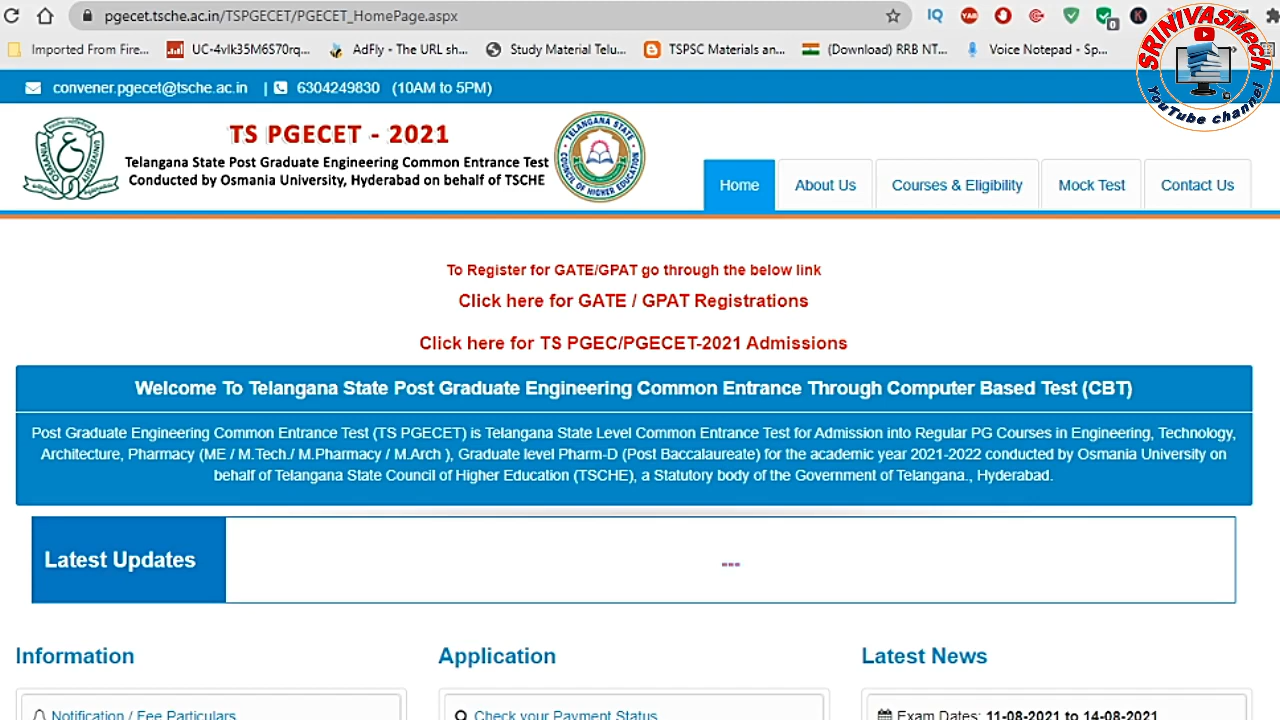 pgecet.tsche.ac.in/TSPGECET/PGECET_HomePage.aspx
Imported From Fire... UC-4vlk35M6S70rq... AdFly - The URL sh... Study Material Telu... TSPSC Materials an... (Download) RRB NT... Voice Notepad - Sp...
SRINIVASMech
YouTube channel
convener.pgecet@tsche.ac.in | 6304249830 (10AM to 5PM)
TS PGECET - 2021
Telangana State Post Graduate Engineering Common Entrance Test
Conducted by Osmania University, Hyderabad on behalf of TSCHE
TELANGANA STATE
COUNCIL OF HIGHER EDUCATION
Home About Us Courses & Eligibility Mock Test Contact Us
To Register for GATE/GPAT go through the below link
Click here for GATE / GPAT Registrations
Click here for TS PGEC/PGECET-2021 Admissions
Welcome To Telangana State Post Graduate Engineering Common Entrance Through Computer Based Test (CBT)
Post Graduate Engineering Common Entrance Test (TS PGECET) is Telangana State Level Common Entrance Test for Admission into Regular PG Courses in Engineering, Technology,
Architecture, Pharmacy (ME / M.Tech./ M.Pharmacy / M.Arch ), Graduate level Pharm-D (Post Baccalaureate) for the academic year 2021-2022 conducted by Osmania University on
behalf of Telangana State Council of Higher Education (TSCHE), a Statutory body of the Government of Telangana., Hyderabad.
Latest Updates
---
Information Application Latest News
Notification / Fee Particulars Check your Payment Status Exam Dates: 11-08-2021 to 14-08-2021